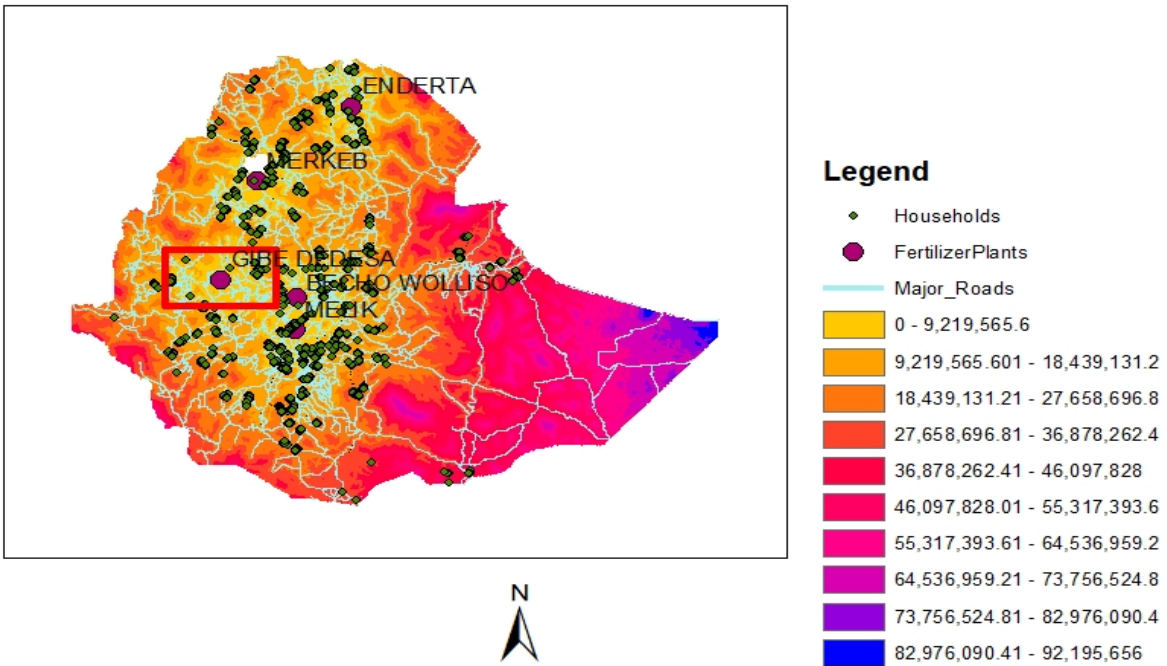 ENDERTA
MERKEB
GIBE DEDESA
BECHO WOLLISO
MELIK
N
Legend
Households
FertilizerPlants
Major_Roads
0 - 9,219,565.6
9,219,565.601 - 18,439,131.2
18,439,131.21 - 27,658,696.8
27,658,696.81 - 36,878,262.4
36,878,262.41 - 46,097,828
46,097,828.01 - 55,317,393.6
55,317,393.61 - 64,536,959.2
64,536,959.21 - 73,756,524.8
73,756,524.81 - 82,976,090.4
82,976,090.41 - 92,195,656